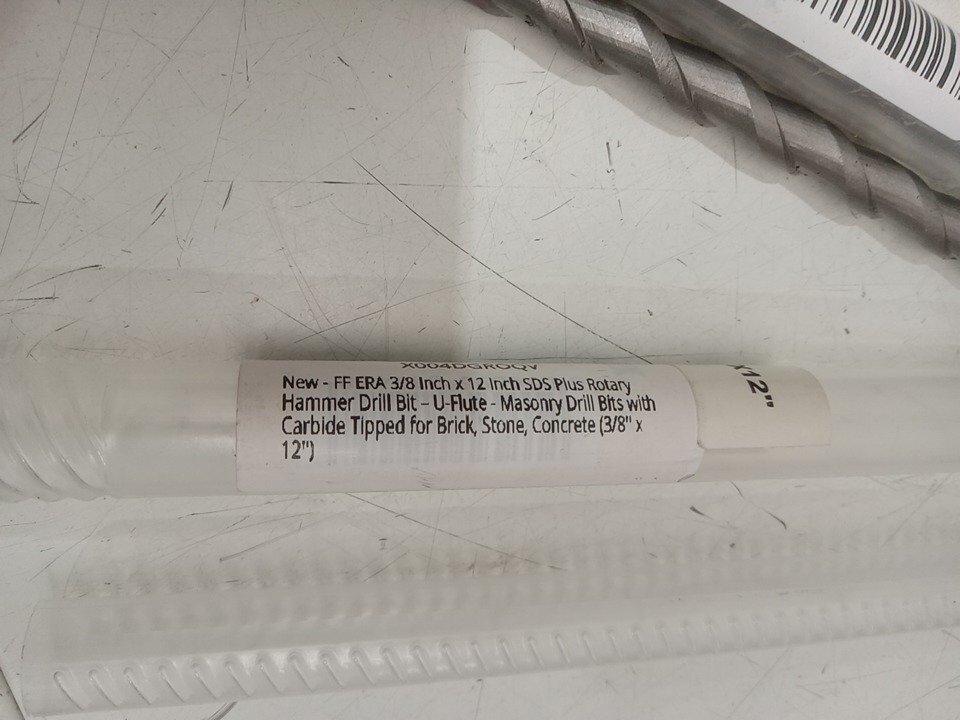 X004DGROQV
New - FF ERA 3/8 Inch x 12 Inch SDS Plus Rotary
Hammer Drill Bit – U-Flute - Masonry Drill Bits with
Carbide Tipped for Brick, Stone, Concrete (3/8" x
12")
x12"